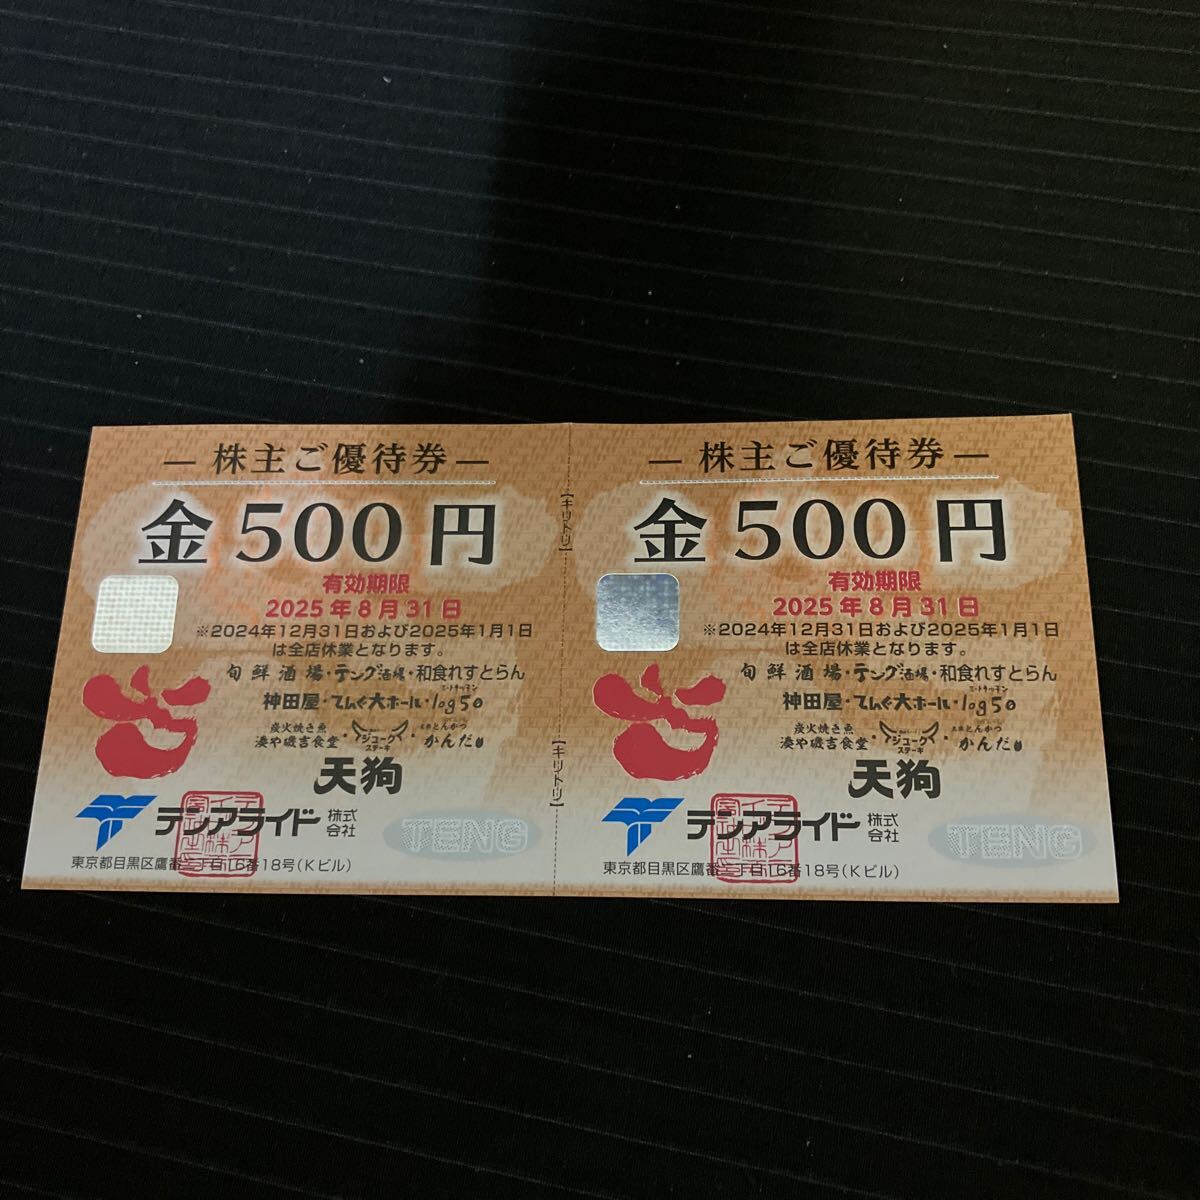 ― 株主ご優待券 ―
金500円
有効期限
2025年8月31日
※2024年12月31日および2025年1月1日
は全店休業となります。
旬鮮酒場・テング酒場・和食れすとらん
神田屋・てんぐ大ホール・log50
炭火焼き魚
湊や磯吉食堂・ジューク ステーキ・かんだ
天狗
テンアライド 株式会社
東京都目黒区鷹番二丁目16番18号(Kビル)
TENG
【キリトリ】
【キリトリ】
― 株主ご優待券 ―
金500円
有効期限
2025年8月31日
※2024年12月31日および2025年1月1日
は全店休業となります。
旬鮮酒場・テング酒場・和食れすとらん
神田屋・てんぐ大ホール・log50
炭火焼き魚
湊や磯吉食堂・ジューク ステーキ・かんだ
天狗
テンアライド 株式会社
東京都目黒区鷹番二丁目16番18号(Kビル)
TENG